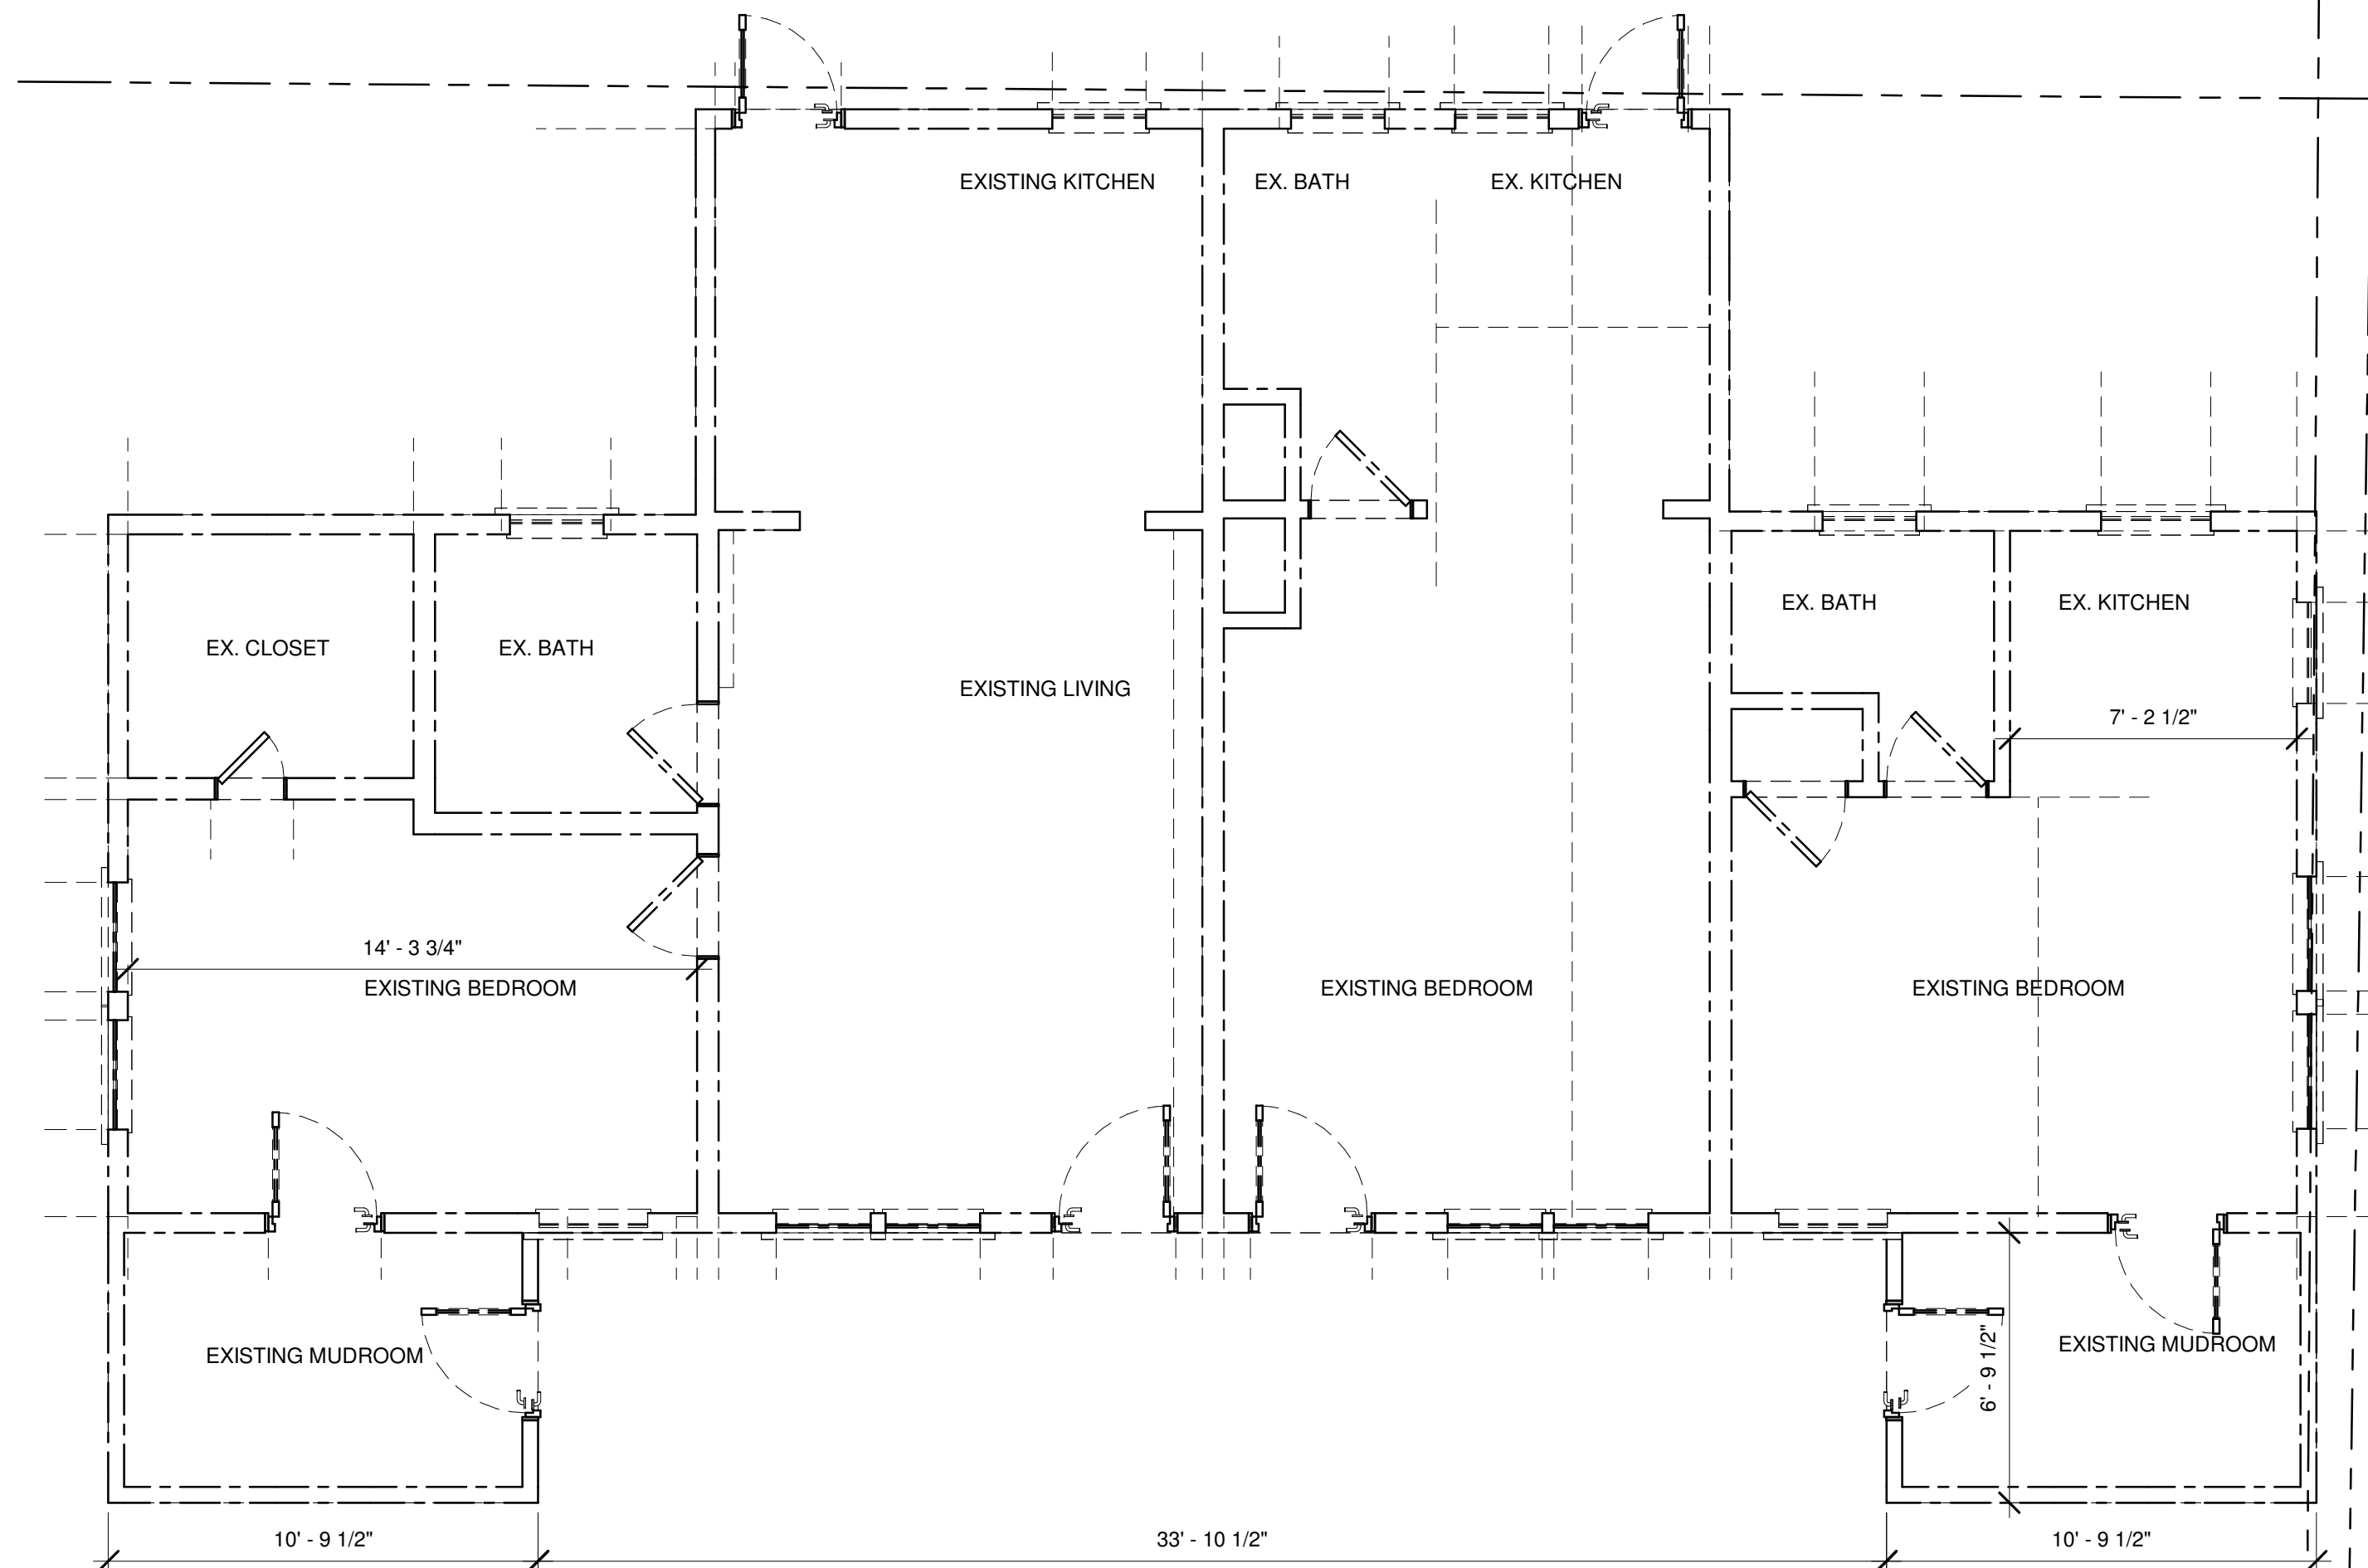 EXISTING KITCHEN
EX. BATH
EX. KITCHEN
EX. BATH
EX. KITCHEN
EX. CLOSET
EX. BATH
EXISTING LIVING
7' - 2 1/2"
14' - 3 3/4"
EXISTING BEDROOM
EXISTING BEDROOM
EXISTING BEDROOM
EXISTING MUDROOM
6' - 9 1/2"
EXISTING MUDROOM
10' - 9 1/2"
33' - 10 1/2"
10' - 9 1/2"